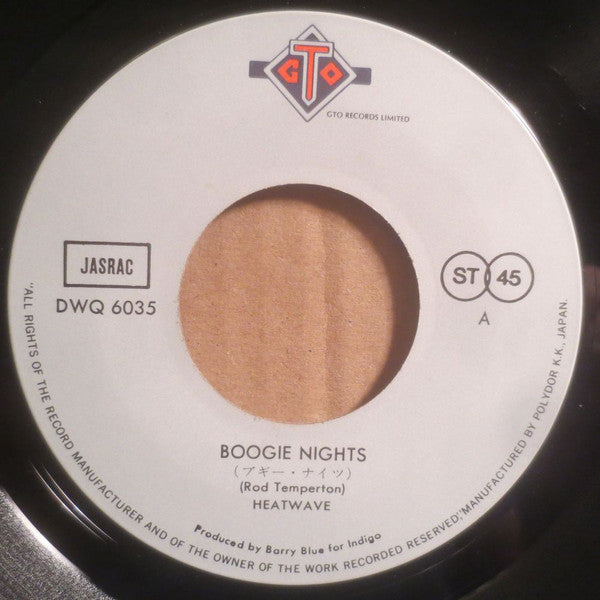 GTO
GTO RECORDS LIMITED
JASRAC
DWQ 6035
ST 45
A
BOOGIE NIGHTS
(ブギー・ナイツ)
(Rod Temperton)
HEATWAVE
Produced by Barry Blue for Indigo
"ALL RIGHTS OF THE RECORD MANUFACTURER AND OF THE OWNER OF THE WORK RECORDED RESERVED," MANUFACTURED BY POLYDOR K.K., JAPAN.